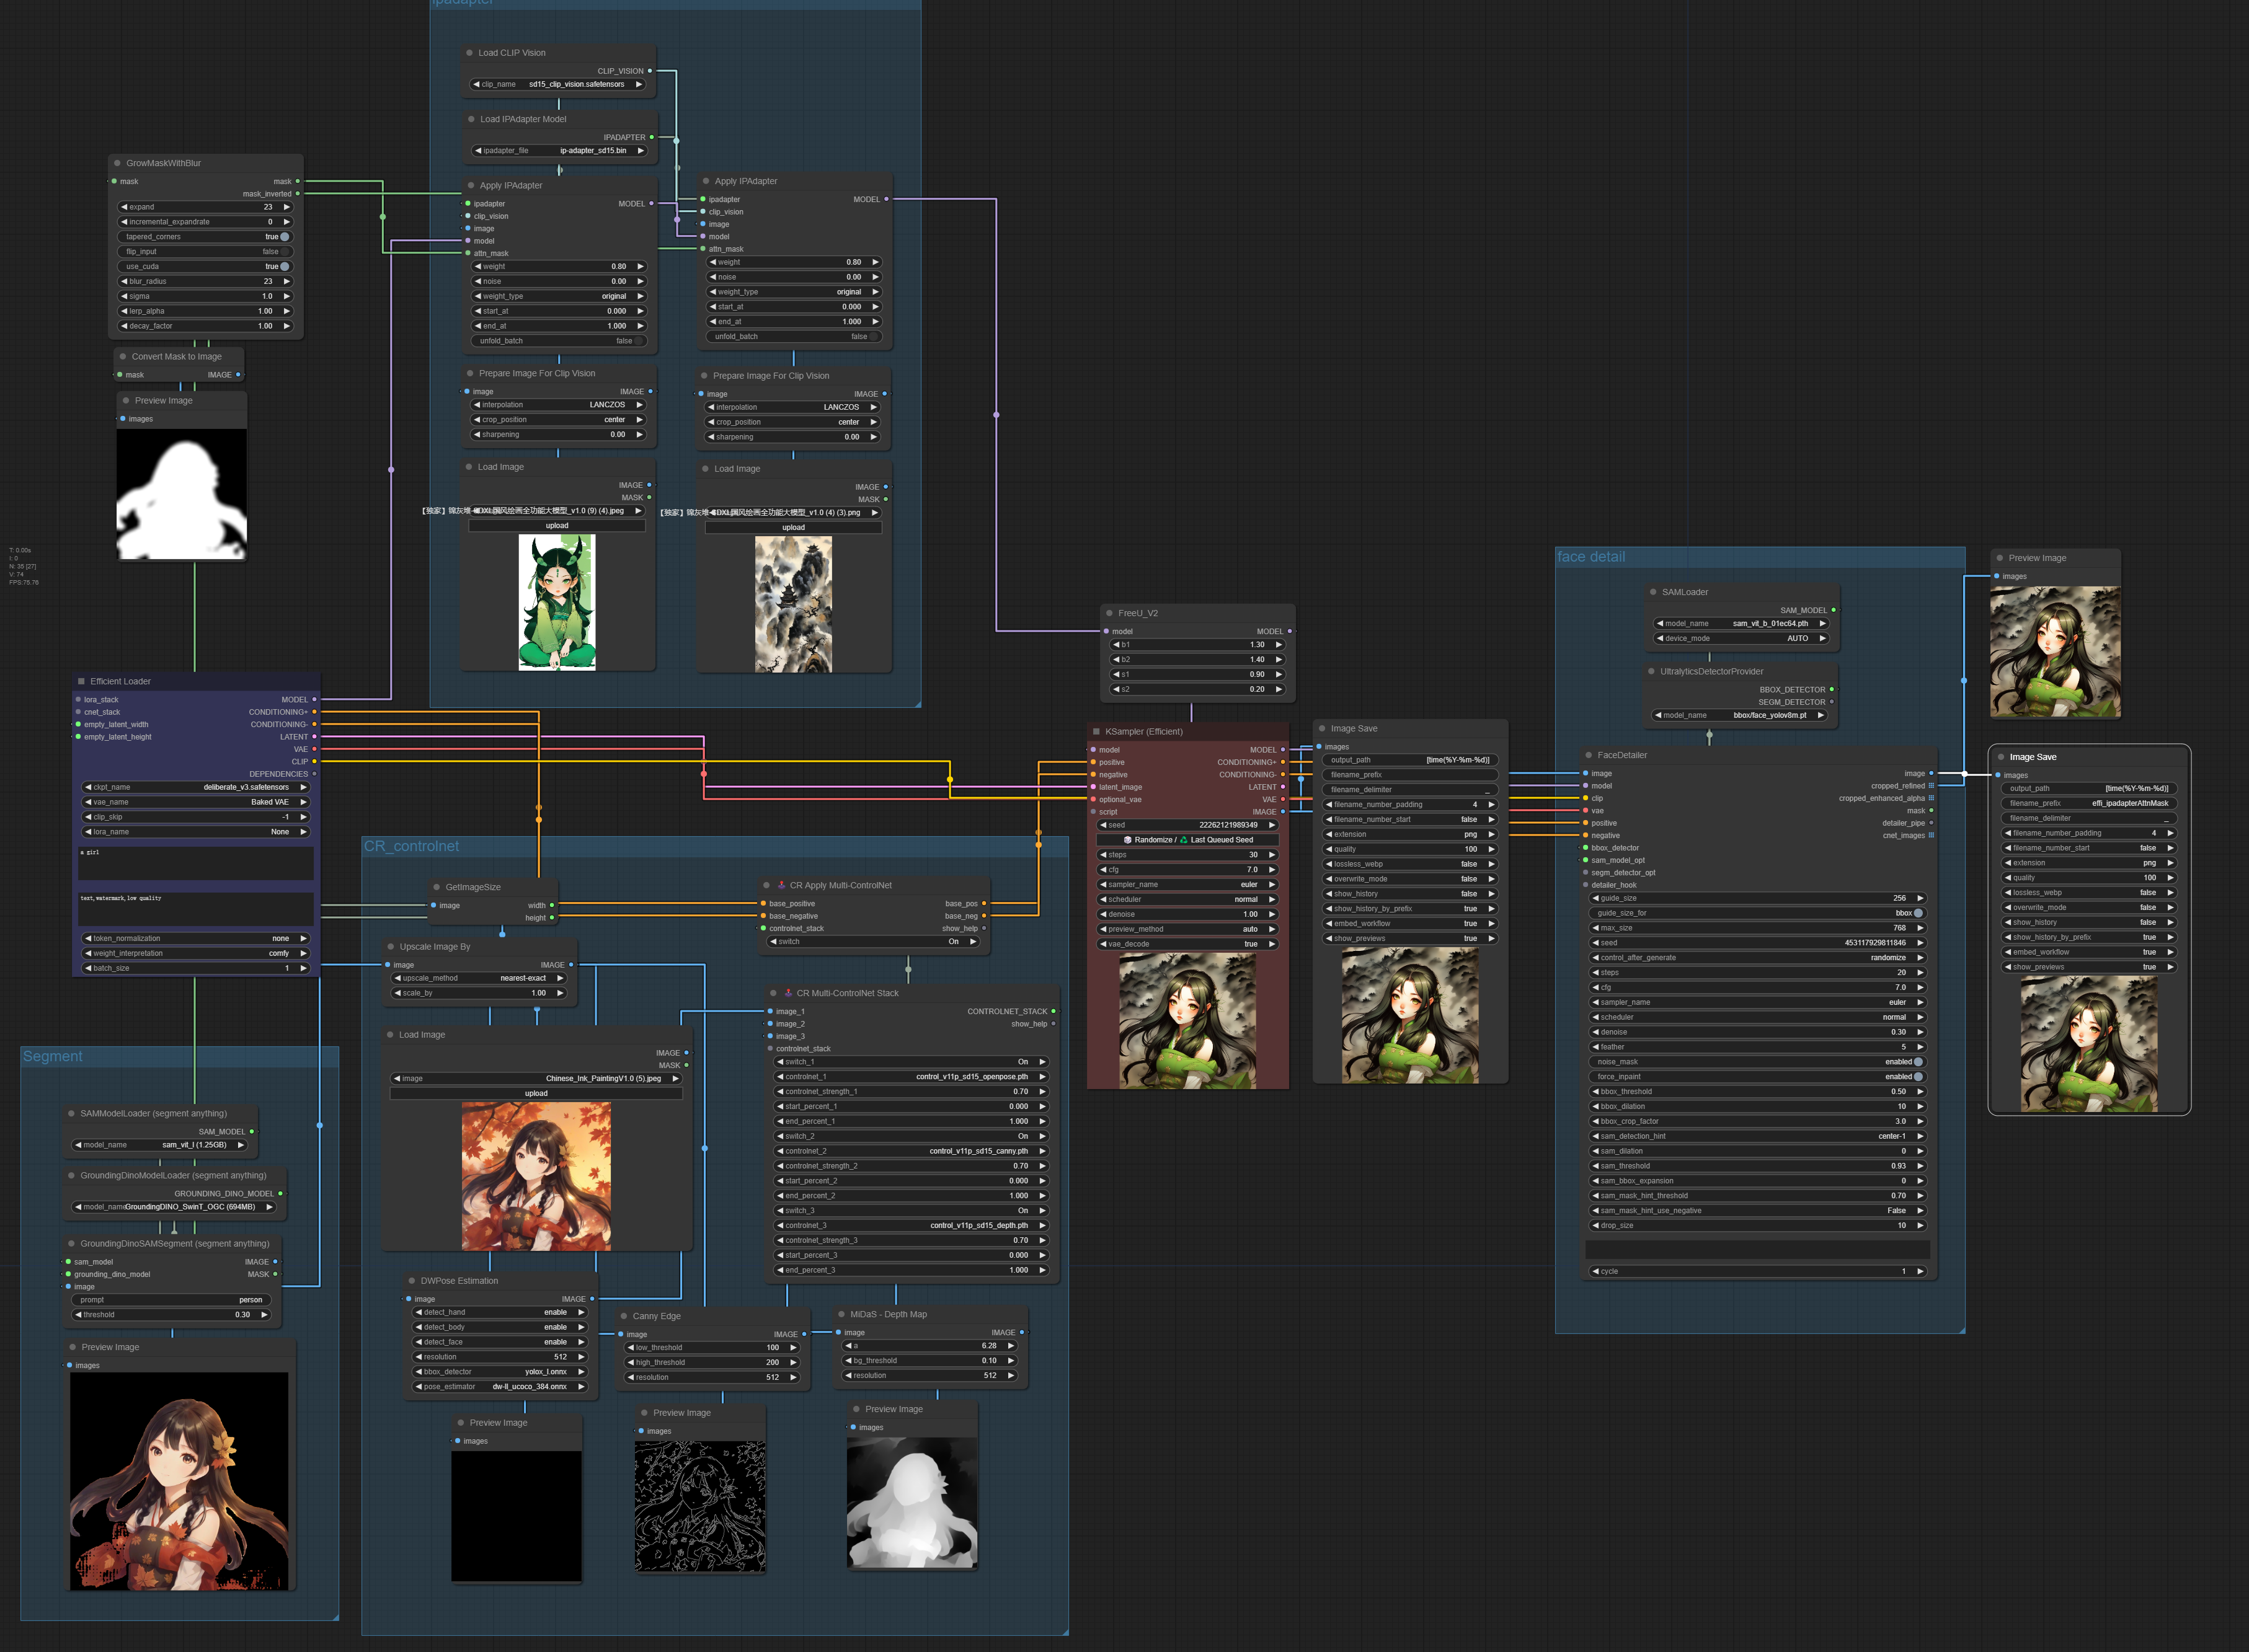 Ipadapter
Load CLIP Vision
CLIP_VISION
clip_name sd15_clip_vision.safetensors
Load IPAdapter Model
IPADAPTER
ipadapter_file ip-adapter_sd15.bin
Apply IPAdapter
ipadapter MODEL
clip_vision
image
model
attn_mask
weight 0.80
noise 0.00
weight_type original
start_at 0.000
end_at 1.000
unfold_batch false
Apply IPAdapter
ipadapter MODEL
clip_vision
image
model
attn_mask
weight 0.80
noise 0.00
weight_type original
start_at 0.000
end_at 1.000
unfold_batch false
Prepare Image For Clip Vision
image IMAGE
interpolation LANCZOS
crop_position center
sharpening 0.00
Prepare Image For Clip Vision
image IMAGE
interpolation LANCZOS
crop_position center
sharpening 0.00
Load Image
IMAGE
MASK
【独家】锦灰堆 国风绘画全功能大模型_v1.0 (9) (4).jpeg
upload
Load Image
IMAGE
MASK
【独家】锦灰堆 国风绘画全功能大模型_v1.0 (4) (3).png
upload
GrowMaskWithBlur
mask mask
mask_inverted
expand 23
incremental_expandrate 0
tapered_corners true
flip_input false
use_cuda true
blur_radius 23
sigma 1.0
lerp_alpha 1.00
decay_factor 1.00
Convert Mask to Image
mask IMAGE
Preview Image
images
T: 0.00s
I: 0
N: 35 [27]
V: 74
FPS:75.76
Efficient Loader
lora_stack MODEL
cnet_stack CONDITIONING+
empty_latent_width CONDITIONING-
empty_latent_height LATENT
VAE
CLIP
DEPENDENCIES
ckpt_name deliberate_v3.safetensors
vae_name Baked VAE
clip_skip -1
lora_name None
a girl
text, watermark, low quality
token_normalization none
weight_interpretation comfy
batch_size 1
Segment
SAMModelLoader (segment anything)
SAM_MODEL
model_name sam_vit_l (1.25GB)
GroundingDinoModelLoader (segment anything)
GROUNDING_DINO_MODEL
model_name GroundingDINO_SwinT_OGC (694MB)
GroundingDinoSAMSegment (segment anything)
sam_model IMAGE
grounding_dino_model MASK
image
prompt person
threshold 0.30
Preview Image
images
CR_controlnet
GetImageSize
image width
height
Upscale Image By
image IMAGE
upscale_method nearest-exact
scale_by 1.00
Load Image
IMAGE
MASK
image Chinese_Ink_PaintingV1.0 (5).jpeg
upload
CR Apply Multi-ControlNet
base_positive base_pos
base_negative base_neg
controlnet_stack show_help
switch On
CR Multi-ControlNet Stack
image_1 CONTROLNET_STACK
image_2 show_help
image_3
controlnet_stack
switch_1 On
controlnet_1 control_v11p_sd15_openpose.pth
controlnet_strength_1 0.70
start_percent_1 0.000
end_percent_1 1.000
switch_2 On
controlnet_2 control_v11p_sd15_canny.pth
controlnet_strength_2 0.70
start_percent_2 0.000
end_percent_2 1.000
switch_3 On
controlnet_3 control_v11p_sd15_depth.pth
controlnet_strength_3 0.70
start_percent_3 0.000
end_percent_3 1.000
DWPose Estimation
image IMAGE
detect_hand enable
detect_body enable
detect_face enable
resolution 512
bbox_detector yolox_l.onnx
pose_estimator dw-ll_ucoco_384.onnx
Canny Edge
image IMAGE
low_threshold 100
high_threshold 200
resolution 512
MiDaS - Depth Map
image IMAGE
a 6.28
bg_threshold 0.10
resolution 512
Preview Image
images
Preview Image
images
Preview Image
images
FreeU_V2
model MODEL
b1 1.30
b2 1.40
s1 0.90
s2 0.20
KSampler (Efficient)
model MODEL
positive CONDITIONING+
negative CONDITIONING-
latent_image LATENT
optional_vae VAE
script IMAGE
seed 22262121989349
Randomize / Last Queued Seed
steps 30
cfg 7.0
sampler_name euler
scheduler normal
denoise 1.00
preview_method auto
vae_decode true
Image Save
images
output_path [time(%Y-%m-%d)]
filename_prefix
filename_delimiter _
filename_number_padding 4
filename_number_start false
extension png
quality 100
lossless_webp false
overwrite_mode false
show_history false
show_history_by_prefix true
embed_workflow true
show_previews true
face detail
SAMLoader
SAM_MODEL
model_name sam_vit_b_01ec64.pth
device_mode AUTO
UltralyticsDetectorProvider
BBOX_DETECTOR
SEGM_DETECTOR
model_name bbox/face_yolov8m.pt
FaceDetailer
image image
model cropped_refined
clip cropped_enhanced_alpha
vae mask
positive detailer_pipe
negative cnet_images
bbox_detector
sam_model_opt
segm_detector_opt
detailer_hook
guide_size 256
guide_size_for bbox
max_size 768
seed 453117929811846
control_after_generate randomize
steps 20
cfg 7.0
sampler_name euler
scheduler normal
denoise 0.30
feather 5
noise_mask enabled
force_inpaint enabled
bbox_threshold 0.50
bbox_dilation 10
bbox_crop_factor 3.0
sam_detection_hint center-1
sam_dilation 0
sam_threshold 0.93
sam_bbox_expansion 0
sam_mask_hint_threshold 0.70
sam_mask_hint_use_negative False
drop_size 10
cycle 1
Preview Image
images
Image Save
images
output_path [time(%Y-%m-%d)]
filename_prefix effi_ipadapterAttnMask
filename_delimiter _
filename_number_padding 4
filename_number_start false
extension png
quality 100
lossless_webp false
overwrite_mode false
show_history false
show_history_by_prefix true
embed_workflow true
show_previews true